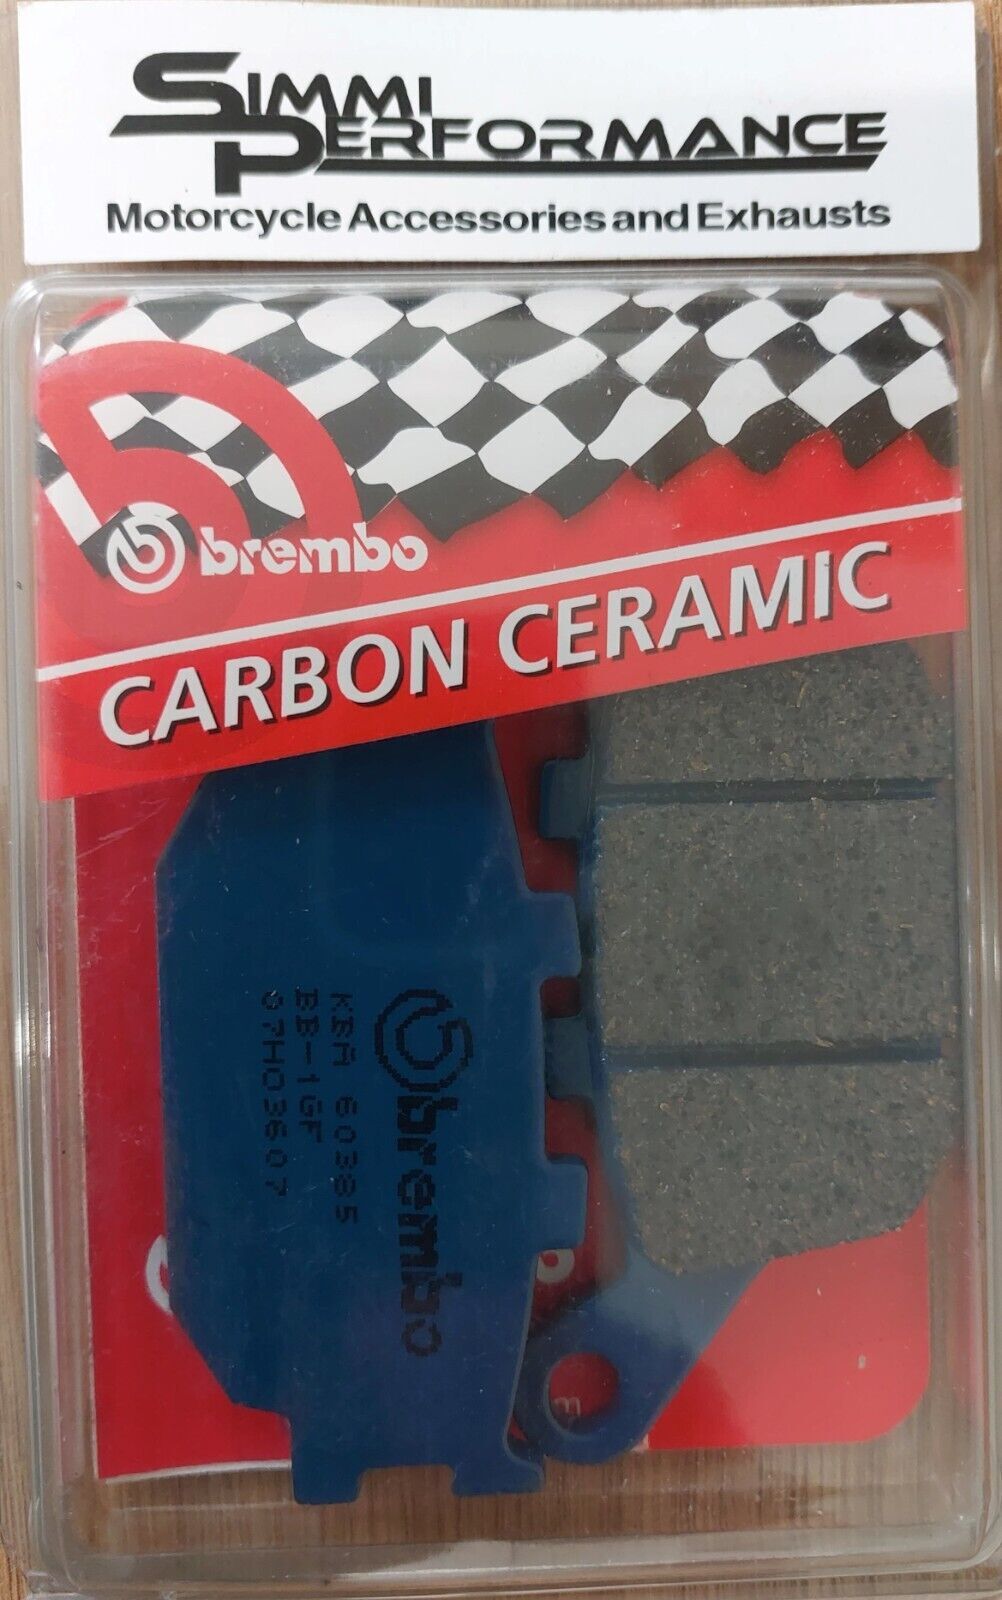 SIMMI
PERFORMANCE
Motorcycle Accessories and Exhausts
brembo
CARBON CERAMIC
brembo
KBA 60385
BB-1GF
07HO3607
m